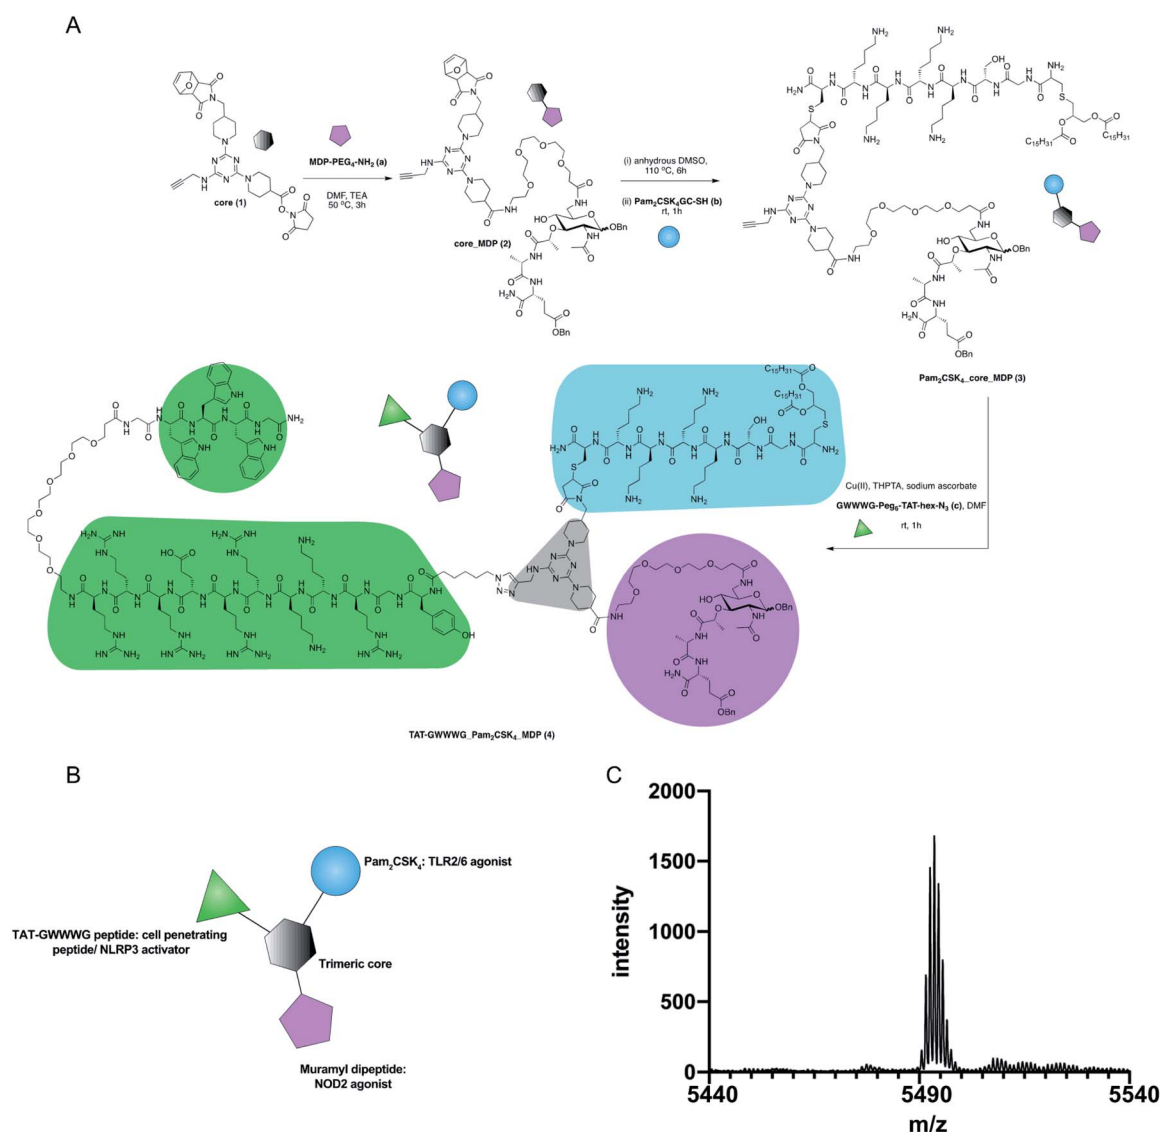 A
core (1)
MDP-PEG₄-NH₂ (a)
DMF, TEA
50 °C, 3h
core_MDP (2)
(i) anhydrous DMSO,
110 °C, 6h
(ii) Pam₂CSK₄GC-SH (b)
rt, 1h
Pam₂CSK₄_core_MDP (3)
Cu(II), THPTA, sodium ascorbate
GWWWG-Peg₆-TAT-hex-N₃ (c), DMF
rt, 1h
TAT-GWWWG_Pam₂CSK₄_MDP (4)
B
Pam₂CSK₄: TLR2/6 agonist
TAT-GWWWG peptide: cell penetrating
peptide/ NLRP3 activator
Trimeric core
Muramyl dipeptide:
NOD2 agonist
C
intensity
2000
1500
1000
500
0
5440
5490
5540
m/z